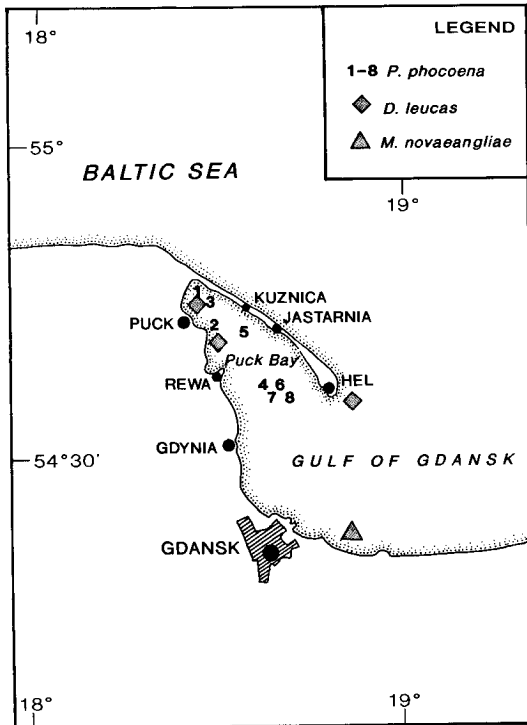 18°
LEGEND
1-8 P. phocoena
D. leucas
M. novaeangliae
55°
BALTIC SEA
19°
1
3
KUZNICA
JASTARNIA
PUCK
2
5
Puck Bay
REWA
4 6
7 8
HEL
GDYNIA
54°30'
GULF OF GDANSK
GDANSK
18°
19°